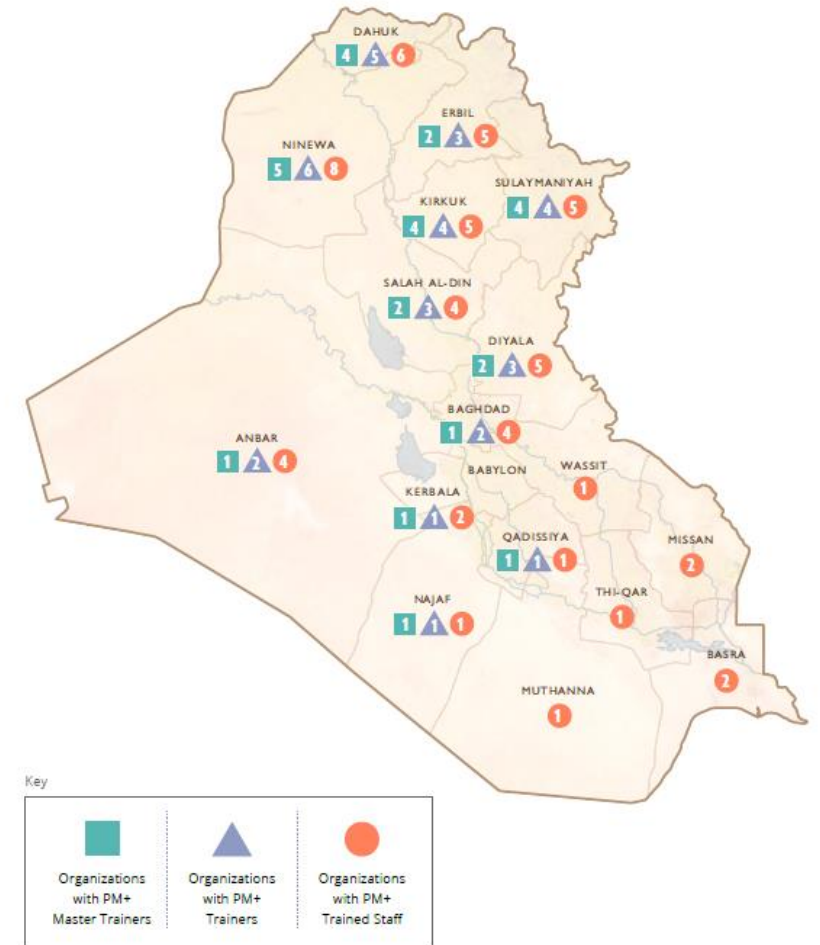 DAHUK
4 5 6
ERBIL
2 3 5
NINEWA
5 6 8
SULAYMANIYAH
4 4 5
KIRKUK
4 4 5
SALAH AL-DIN
2 3 4
DIYALA
2 3 5
BAGHDAD
1 2 4
ANBAR
1 2 4
BABYLON
WASSIT
1
KERBALA
1 1 2
QADISSIYA
1 1 1
MISSAN
2
THI-QAR
1
NAJAF
1 1 1
BASRA
2
MUTHANNA
1
Key
Organizations
with PM+
Master Trainers
Organizations
with PM+
Trainers
Organizations
with PM+
Trained Staff